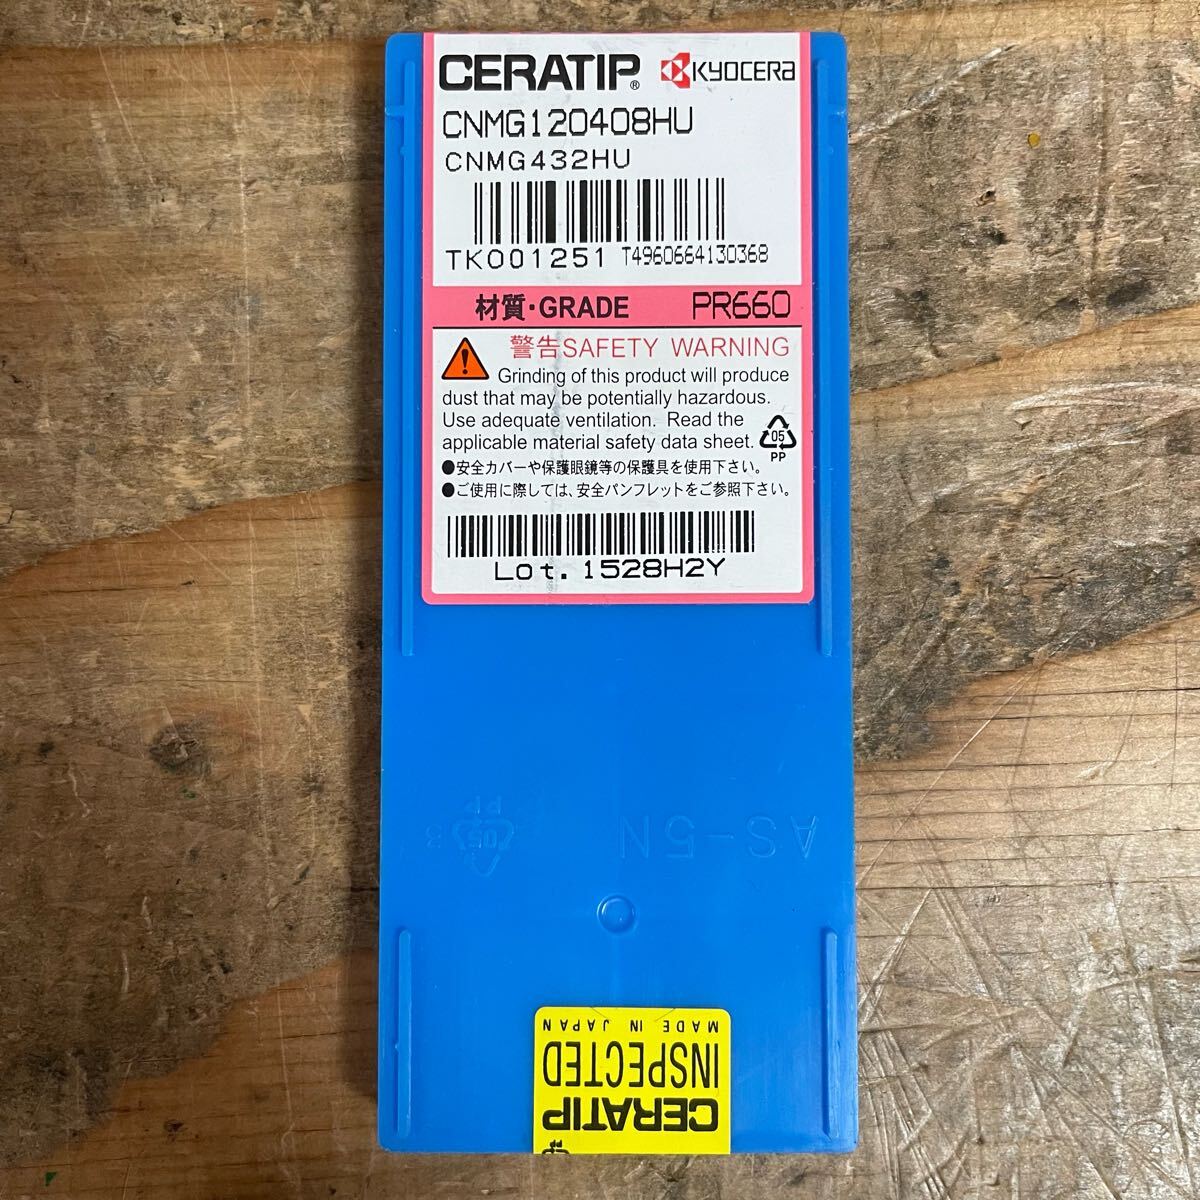 CERATIP® KYOCERA
CNMG120408HU
CNMG432HU
TK001251 T4960664130368
材質・GRADE PR660
警告SAFETY WARNING
Grinding of this product will produce
dust that may be potentially hazardous.
Use adequate ventilation. Read the
applicable material safety data sheet.
05
PP
●安全カバーや保護眼鏡等の保護具を使用下さい。
●ご使用に際しては、安全パンフレットをご参照下さい。
Lot. 1528H2Y
AS-5N
05
PP
CERATIP
INSPECTED
MADE IN JAPAN